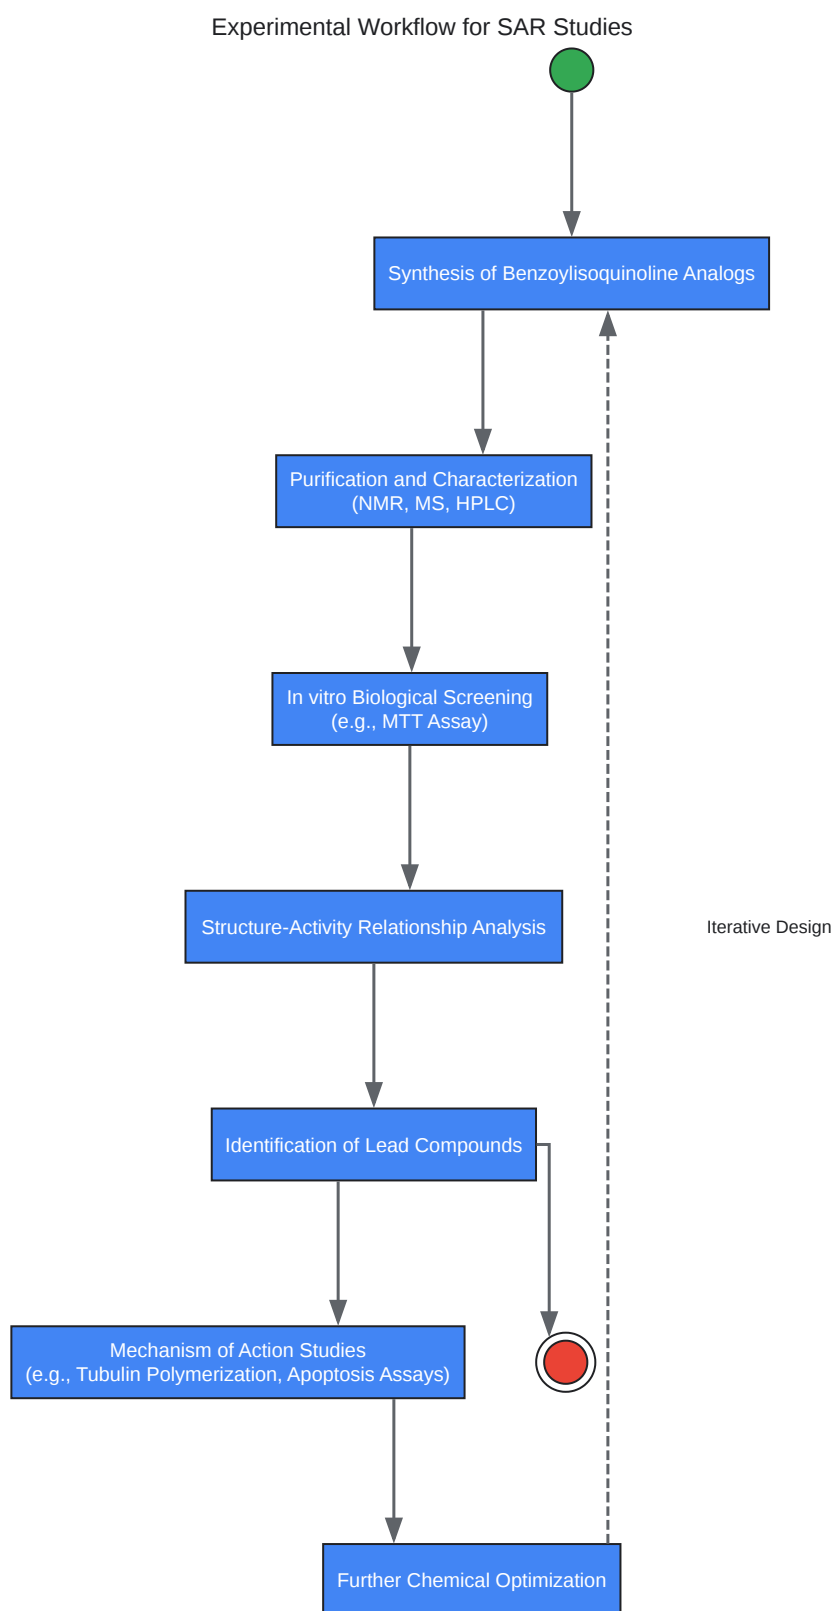 Experimental Workflow for SAR Studies
Synthesis of Benzoylisoquinoline Analogs
Purification and Characterization
(NMR, MS, HPLC)
In vitro Biological Screening
(e.g., MTT Assay)
Structure-Activity Relationship Analysis
Iterative Design
Identification of Lead Compounds
Mechanism of Action Studies
(e.g., Tubulin Polymerization, Apoptosis Assays)
Further Chemical Optimization